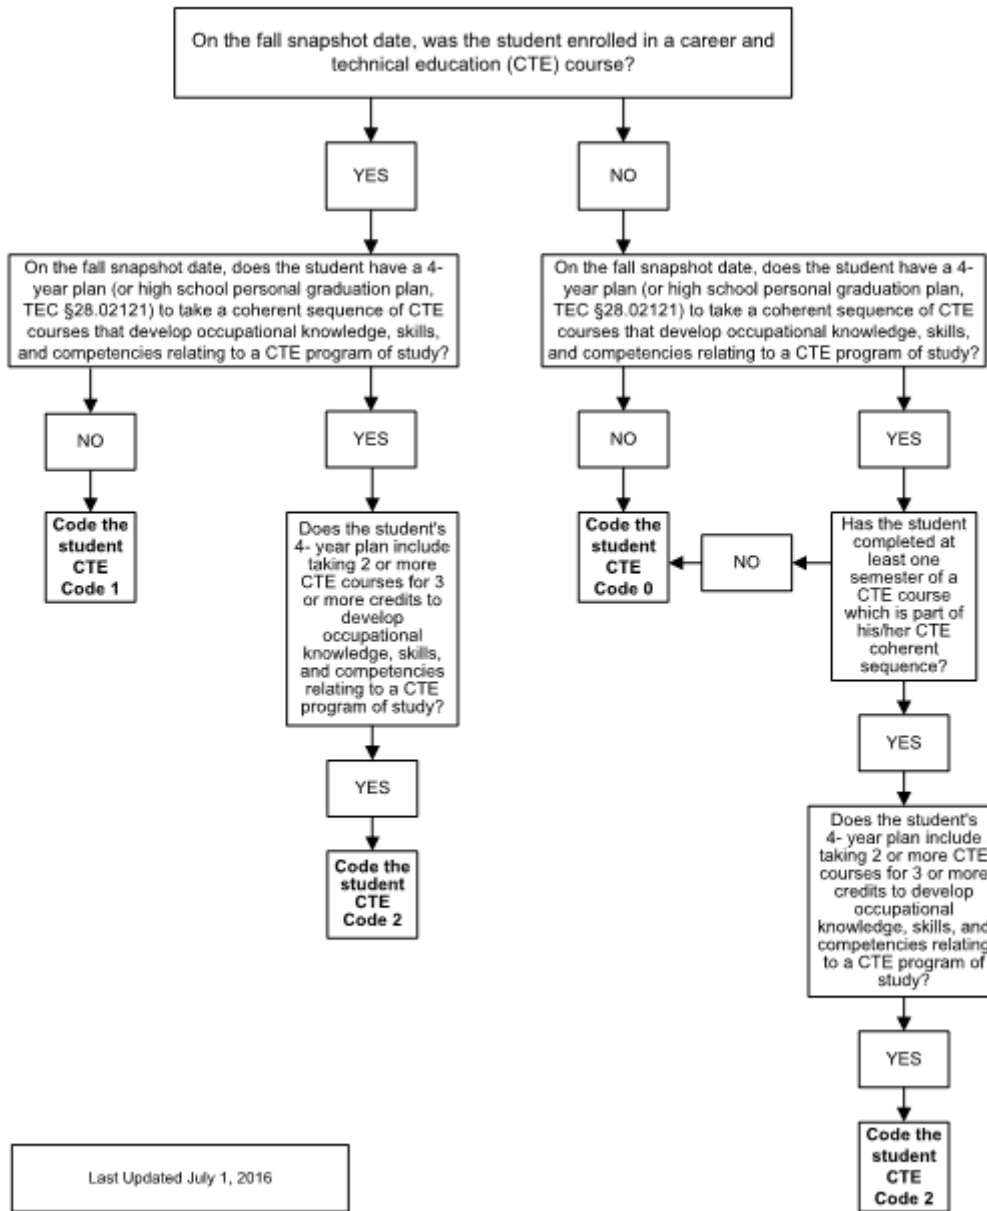 On the fall snapshot date, was the student enrolled in a career and
technical education (CTE) course?
YES
NO
On the fall snapshot date, does the student have a 4-
year plan (or high school personal graduation plan,
TEC §28.02121) to take a coherent sequence of CTE
courses that develop occupational knowledge, skills,
and competencies relating to a CTE program of study?
On the fall snapshot date, does the student have a 4-
year plan (or high school personal graduation plan,
TEC §28.02121) to take a coherent sequence of CTE
courses that develop occupational knowledge, skills,
and competencies relating to a CTE program of study?
NO
YES
NO
YES
Code the
student
CTE
Code 1
Does the student's
4- year plan include
taking 2 or more
CTE courses for 3
or more credits to
develop
occupational
knowledge, skills,
and competencies
relating to a CTE
program of study?
Code the
student
CTE
Code 0
NO
Has the student
completed at
least one
semester of a
CTE course
which is part of
his/her CTE
coherent
sequence?
YES
YES
Code the
student
CTE
Code 2
Does the student's
4- year plan include
taking 2 or more CTE
courses for 3 or more
credits to develop
occupational
knowledge, skills, and
competencies relating
to a CTE program of
study?
YES
Code the
student
CTE
Code 2
Last Updated July 1, 2016